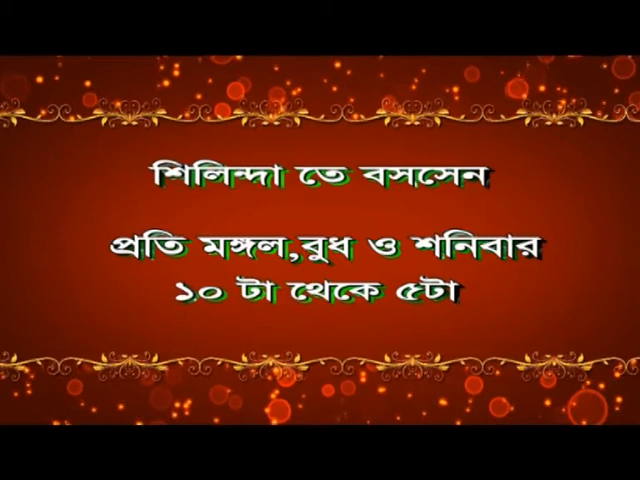 শিলিন্দা তে বসসেন
প্রতি মঙ্গল,বুধ ও শনিবার
১০ টা থেকে ৫টা